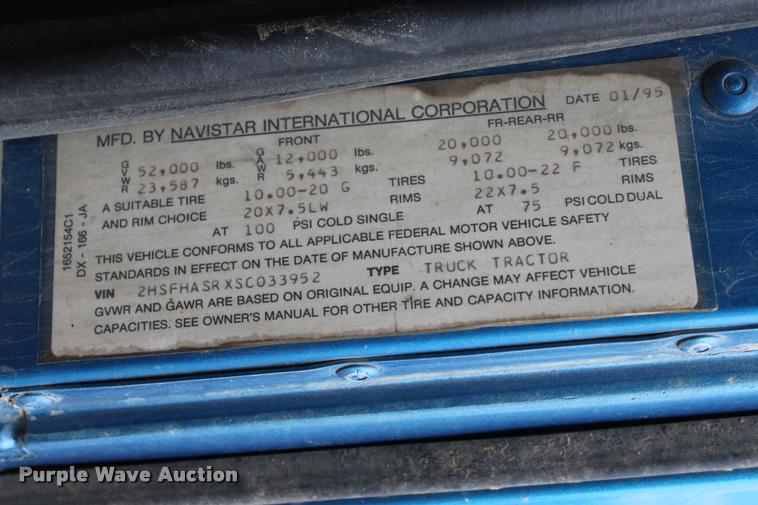 MFD. BY NAVISTAR INTERNATIONAL CORPORATION DATE 01/95
FRONT FR-REAR-RR
GVWR 52,000 lbs. GAWR 12,000 lbs. 20,000 20,000 lbs.
23,587 kgs. 5,443 kgs. 9,072 9,072 kgs.
A SUITABLE TIRE 10.00-20 G TIRES 10.00-22 F TIRES
AND RIM CHOICE 20X7.5LW RIMS 22X7.5 RIMS
AT 100 PSI COLD SINGLE AT 75 PSI COLD DUAL
THIS VEHICLE CONFORMS TO ALL APPLICABLE FEDERAL MOTOR VEHICLE SAFETY
STANDARDS IN EFFECT ON THE DATE OF MANUFACTURE SHOWN ABOVE.
VIN 2HSFHASRXSC033952 TYPE TRUCK TRACTOR
GVWR AND GAWR ARE BASED ON ORIGINAL EQUIP. A CHANGE MAY AFFECT VEHICLE
CAPACITIES. SEE OWNER'S MANUAL FOR OTHER TIRE AND CAPACITY INFORMATION.
1652154C1
DX - 166 - JA
Purple Wave Auction